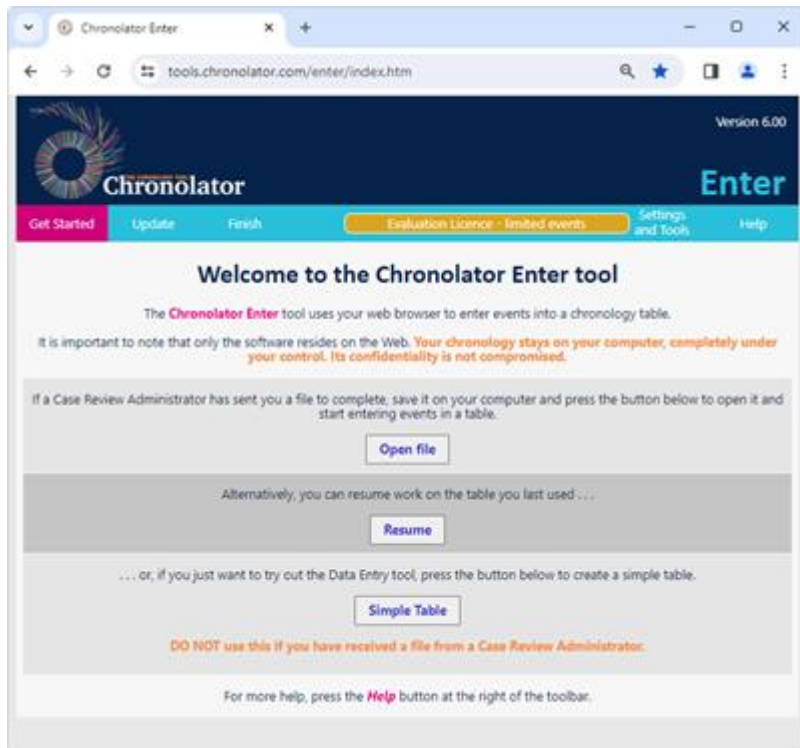 Chronolator Enter
tools.chronolator.com/enter/index.htm
Version 6.00
Chronolator
Enter
Get Started
Update
Finish
Evaluation Licence - limited events
Settings
and Tools
Help
Welcome to the Chronolator Enter tool
The Chronolator Enter tool uses your web browser to enter events into a chronology table.
It is important to note that only the software resides on the Web. Your chronology stays on your computer, completely under
your control. Its confidentiality is not compromised.
If a Case Review Administrator has sent you a file to complete, save it on your computer and press the button below to open it and
start entering events in a table.
Open file
Alternatively, you can resume work on the table you last used . . .
Resume
. . . or, if you just want to try out the Data Entry tool, press the button below to create a simple table.
Simple Table
DO NOT use this if you have received a file from a Case Review Administrator.
For more help, press the Help button at the right of the toolbar.